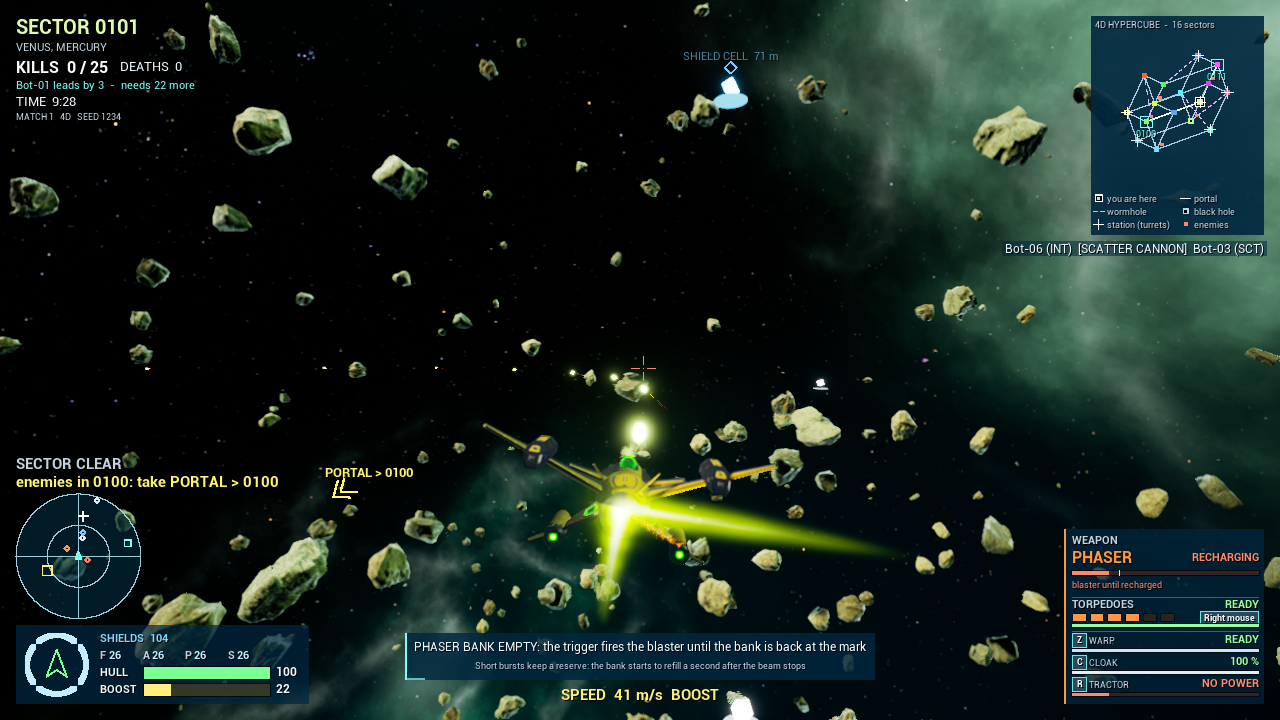 SECTOR 0101
VENUS, MERCURY
KILLS 0 / 25 DEATHS 0
Bot-01 leads by 3 - needs 22 more
TIME 9:28
MATCH 1 4D SEED 1234
SHIELD CELL 71 m
4D HYPERCUBE - 16 sectors
0100
you are here
portal
wormhole
black hole
station (turrets)
enemies
Bot-06 (INT) [SCATTER CANNON] Bot-03 (SCT)
SECTOR CLEAR
enemies in 0100: take PORTAL > 0100
PORTAL > 0100
SHIELDS 104
F 26 A 26 P 26 S 26
HULL 100
BOOST 22
PHASER BANK EMPTY: the trigger fires the blaster until the bank is back at the mark
Short bursts keep a reserve: the bank starts to refill a second after the beam stops
SPEED 41 m/s BOOST
WEAPON
PHASER RECHARGING
blaster until recharged
TORPEDOES READY
Right mouse
Z WARP READY
C CLOAK 100 %
R TRACTOR NO POWER